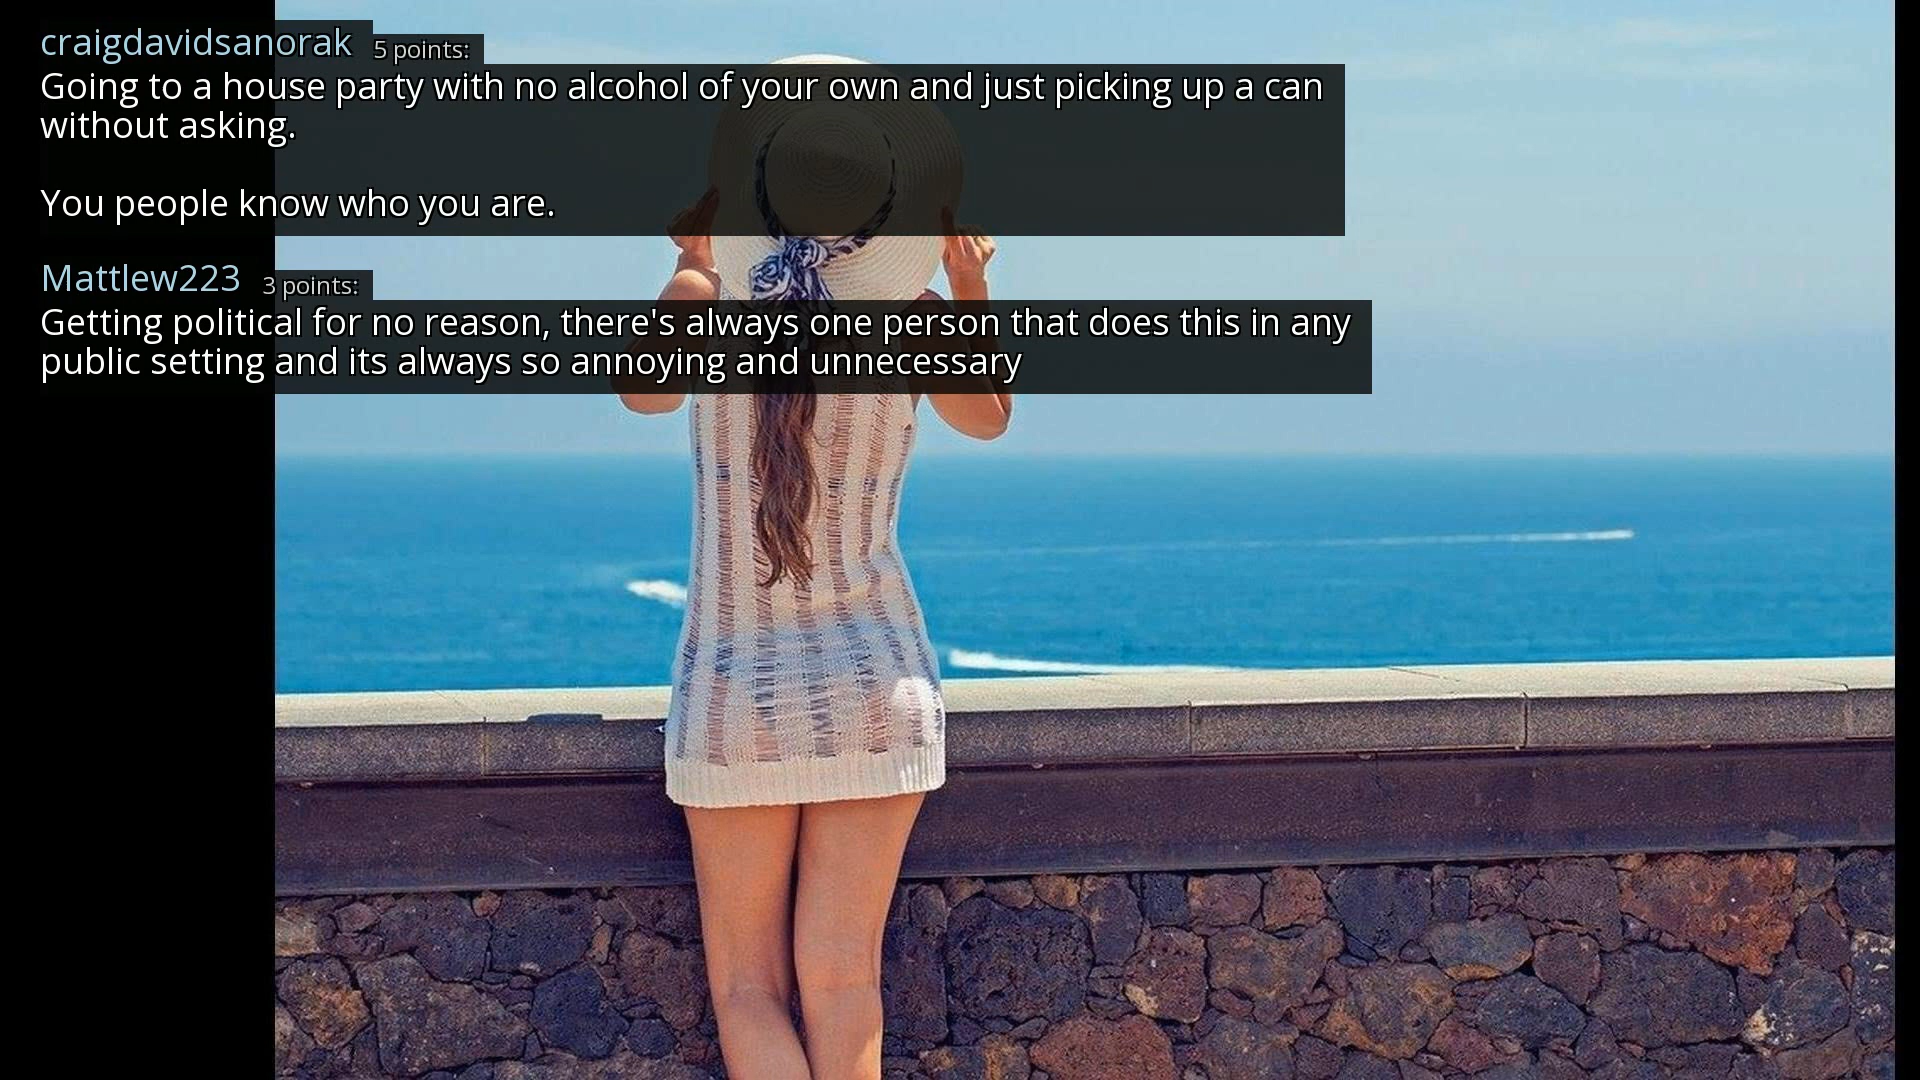 craigdavidsanorak 5 points:
Going to a house party with no alcohol of your own and just picking up a can
without asking.
You people know who you are.
Mattlew223 3 points:
Getting political for no reason, there's always one person that does this in any
public setting and its always so annoying and unnecessary